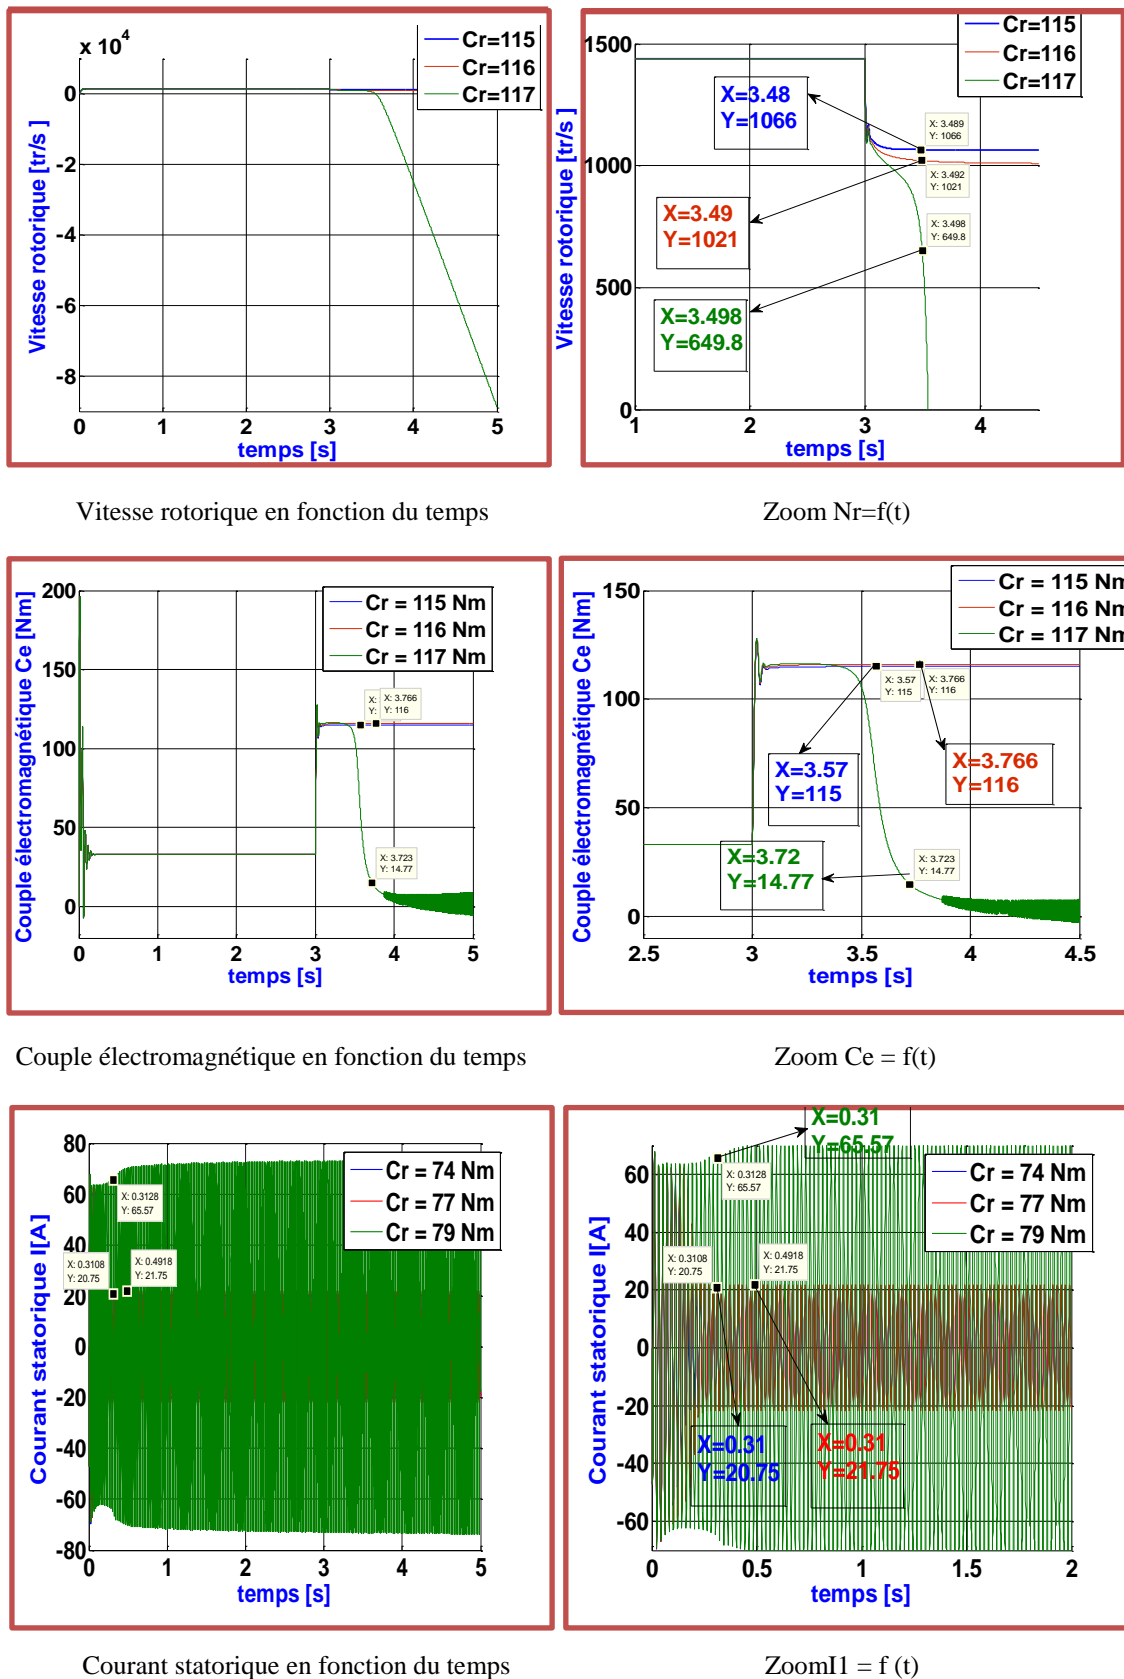 x 10^4
0
-2
-4
-6
-8
0 1 2 3 4 5
Vitesse rotorique [tr/s ]
temps [s]
Cr=115
Cr=116
Cr=117
1500
1000
500
0
1 2 3 4
Vitesse rotorique [tr/s ]
temps [s]
Cr=115
Cr=116
Cr=117
X=3.48
Y=1066
X: 3.489
Y: 1066
X: 3.492
Y: 1021
X=3.49
Y=1021
X: 3.498
Y: 649.8
X=3.498
Y=649.8
Vitesse rotorique en fonction du temps
Zoom Nr=f(t)
200
150
100
50
0
0 1 2 3 4 5
Couple électromagnétique Ce [Nm]
temps [s]
Cr = 115 Nm
Cr = 116 Nm
Cr = 117 Nm
X:
Y:
X: 3.766
Y: 116
X: 3.723
Y: 14.77
150
100
50
0
2.5 3 3.5 4 4.5
Couple électromagnétique Ce [Nm]
temps [s]
Cr = 115 Nm
Cr = 116 Nm
Cr = 117 Nm
X: 3.57
Y: 115
X: 3.766
Y: 116
X=3.57
Y=115
X=3.766
Y=116
X=3.72
Y=14.77
X: 3.723
Y: 14.77
Couple électromagnétique en fonction du temps
Zoom Ce = f(t)
80
60
40
20
0
-20
-40
-60
-80
0 1 2 3 4 5
Courant statorique I[A]
temps [s]
Cr = 74 Nm
Cr = 77 Nm
Cr = 79 Nm
X: 0.3128
Y: 65.57
X: 0.3108
Y: 20.75
X: 0.4918
Y: 21.75
60
40
20
0
-20
-40
-60
0 0.5 1 1.5 2
Courant statorique I[A]
temps [s]
X=0.31
Y=65.57
Cr = 74 Nm
Cr = 77 Nm
Cr = 79 Nm
X: 0.3128
Y: 65.57
X: 0.3108
Y: 20.75
X: 0.4918
Y: 21.75
X=0.31
Y=20.75
X=0.31
Y=21.75
Courant statorique en fonction du temps
ZoomI1 = f (t)